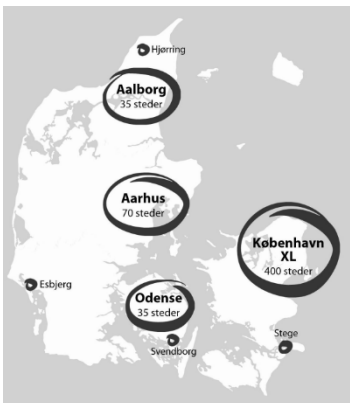 Hjørring
Aalborg
35 steder
Aarhus
70 steder
København
XL
400 steder
Esbjerg
Odense
35 steder
Stege
Svendborg